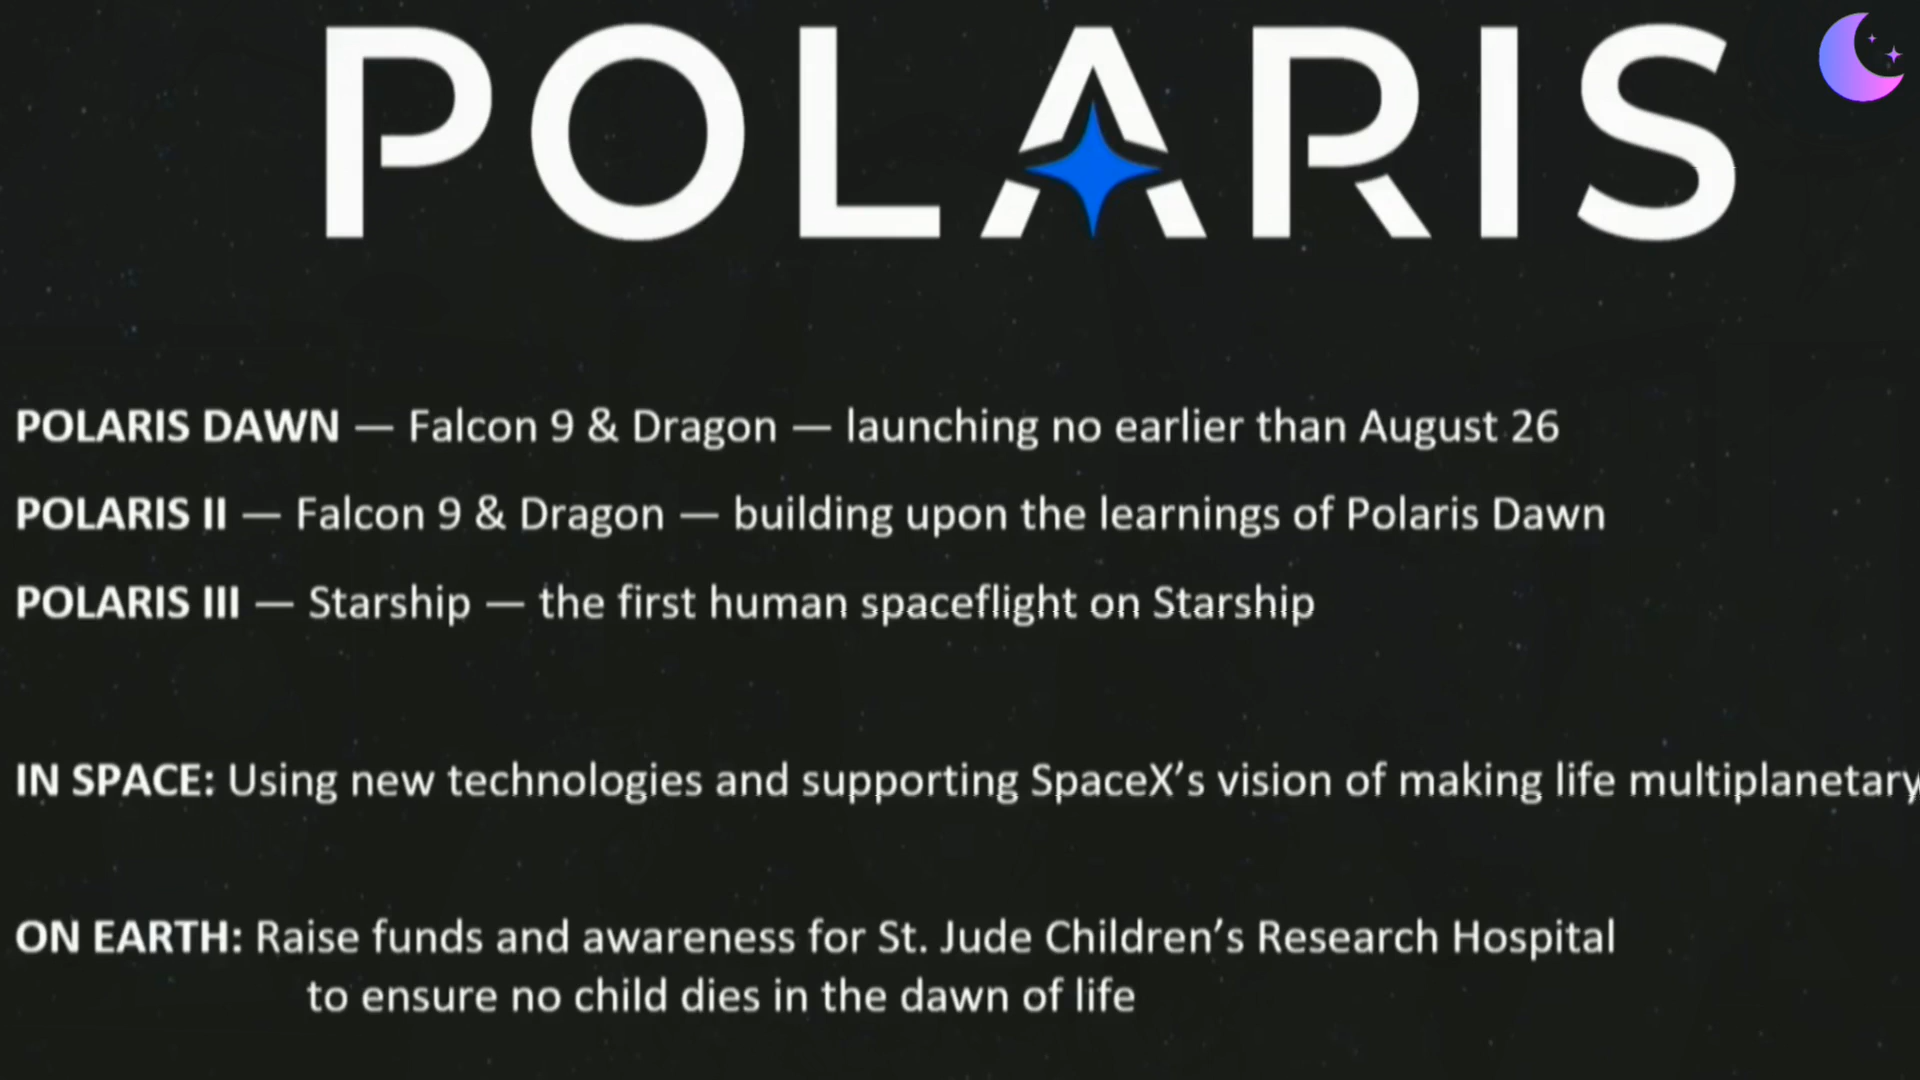 POLARIS
POLARIS DAWN — Falcon 9 & Dragon — launching no earlier than August 26
POLARIS II — Falcon 9 & Dragon — building upon the learnings of Polaris Dawn
POLARIS III — Starship — the first human spaceflight on Starship
IN SPACE: Using new technologies and supporting SpaceX’s vision of making life multiplanetary
ON EARTH: Raise funds and awareness for St. Jude Children’s Research Hospital
to ensure no child dies in the dawn of life